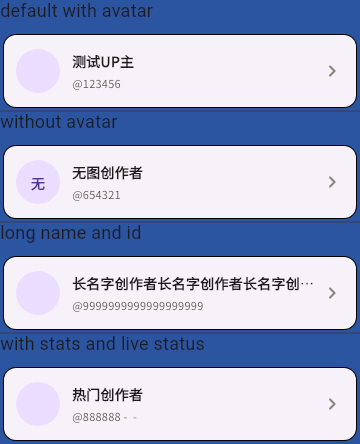 default with avatar
测试UP主
@123456
without avatar
无
无图创作者
@654321
long name and id
长名字创作者长名字创作者长名字创…
@9999999999999999999
with stats and live status
热门创作者
@888888 - -